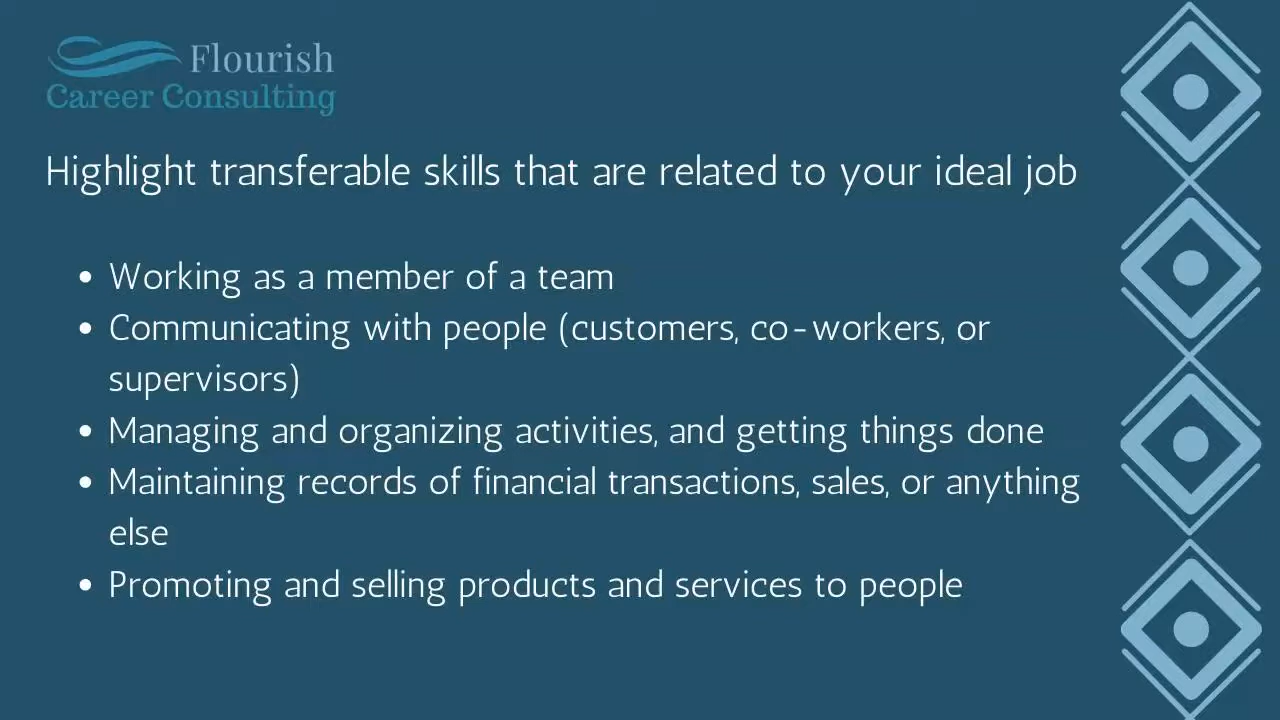 Flourish
Career Consulting
Highlight transferable skills that are related to your ideal job
• Working as a member of a team
• Communicating with people (customers, co-workers, or
supervisors)
• Managing and organizing activities, and getting things done
• Maintaining records of financial transactions, sales, or anything
else
• Promoting and selling products and services to people